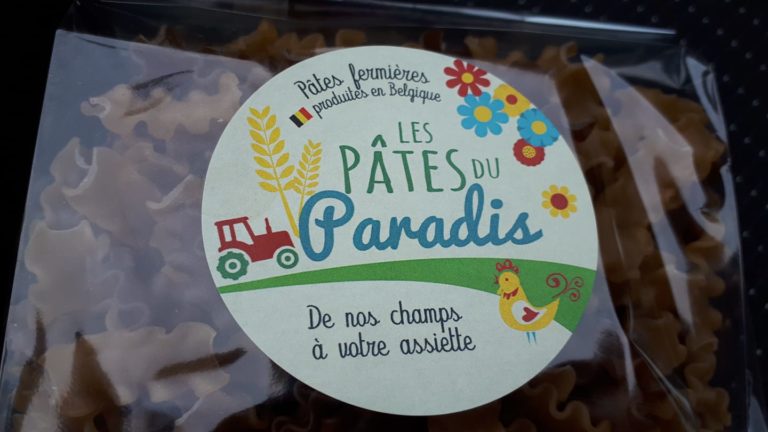 Pâtes fermières
produites en Belgique
LES
PÂTES DU
Paradis
De nos champs
à votre assiette